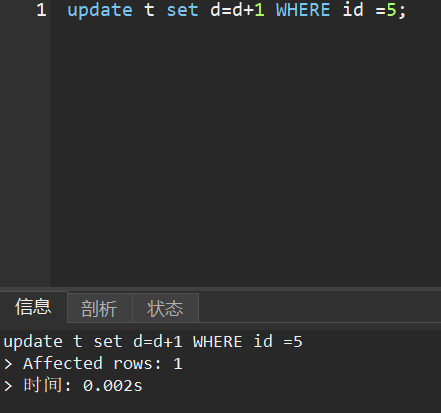 1 update t set d=d+1 WHERE id =5;
信息 剖析 状态
update t set d=d+1 WHERE id =5
> Affected rows: 1
> 时间: 0.002s